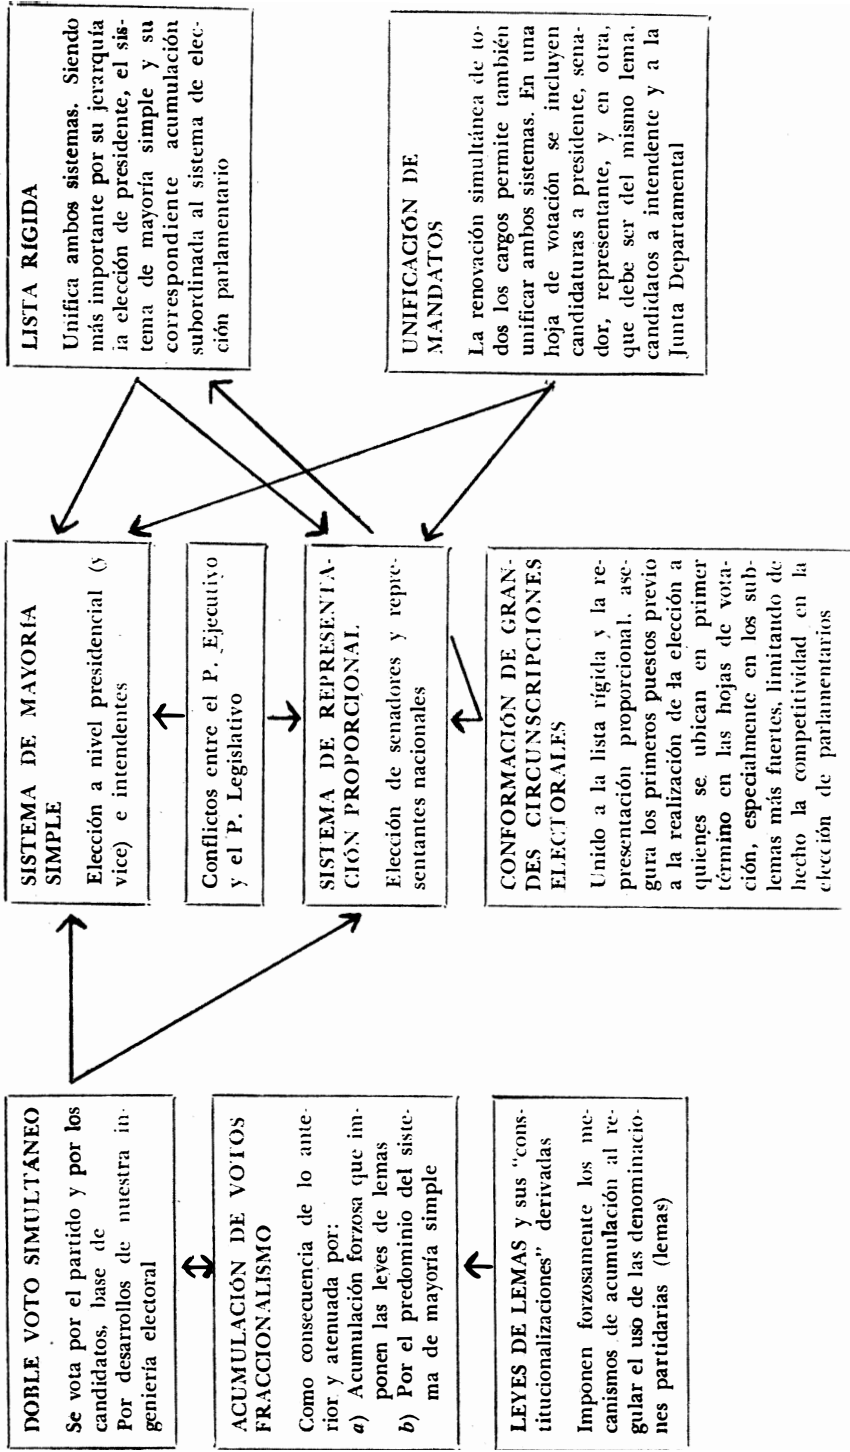 DOBLE VOTO SIMULTÁNEO
Se vota por el partido y por los
candidatos, base de
Por desarrollos de nuestra in-
geniería electoral
ACUMULACIÓN DE VOTOS
FRACCIONALISMO
Como consecuencia de lo ante-
rior y atenuada por:
a) Acumulación forzosa que im-
ponen las leyes de lemas
b) Por el predominio del siste-
ma de mayoría simple
LEYES DE LEMAS y sus "cons-
titucionalizaciones" derivadas
Imponen forzosamente los me-
canismos de acumulación al re-
gular el uso de las denominacio-
nes partidarias (lemas)
SISTEMA DE MAYORÍA
SIMPLE
Elección a nivel presidencial (y
vice) e intendentes
Conflictos entre el P. Ejecutivo
y el P. Legislativo
SISTEMA DE REPRESENTA-
CIÓN PROPORCIONAL
Elección de senadores y repre-
sentantes nacionales
CONFORMACIÓN DE GRAN-
DES CIRCUNSCRIPCIONES
ELECTORALES
Unido a la lista rígida y la re-
presentación proporcional, ase-
gura los primeros puestos previo
a la realización de la elección a
quienes se ubican en primer
término en las hojas de vota-
ción, especialmente en los sub-
lemas más fuertes, limitando de
hecho la competitividad en la
elección de parlamentarios
LISTA RÍGIDA
Unifica ambos sistemas. Siendo
más importante por su jerarquía
la elección de presidente, el sis-
tema de mayoría simple y su
correspondiente acumulación
subordinada al sistema de elec-
ción parlamentario
UNIFICACIÓN DE
MANDATOS
La renovación simultánea de to-
dos los cargos permite también
unificar ambos sistemas. En una
hoja de votación se incluyen
candidaturas a presidente, sena-
dor, representante, y en otra,
que debe ser del mismo lema,
candidatos a intendente y a la
Junta Departamental